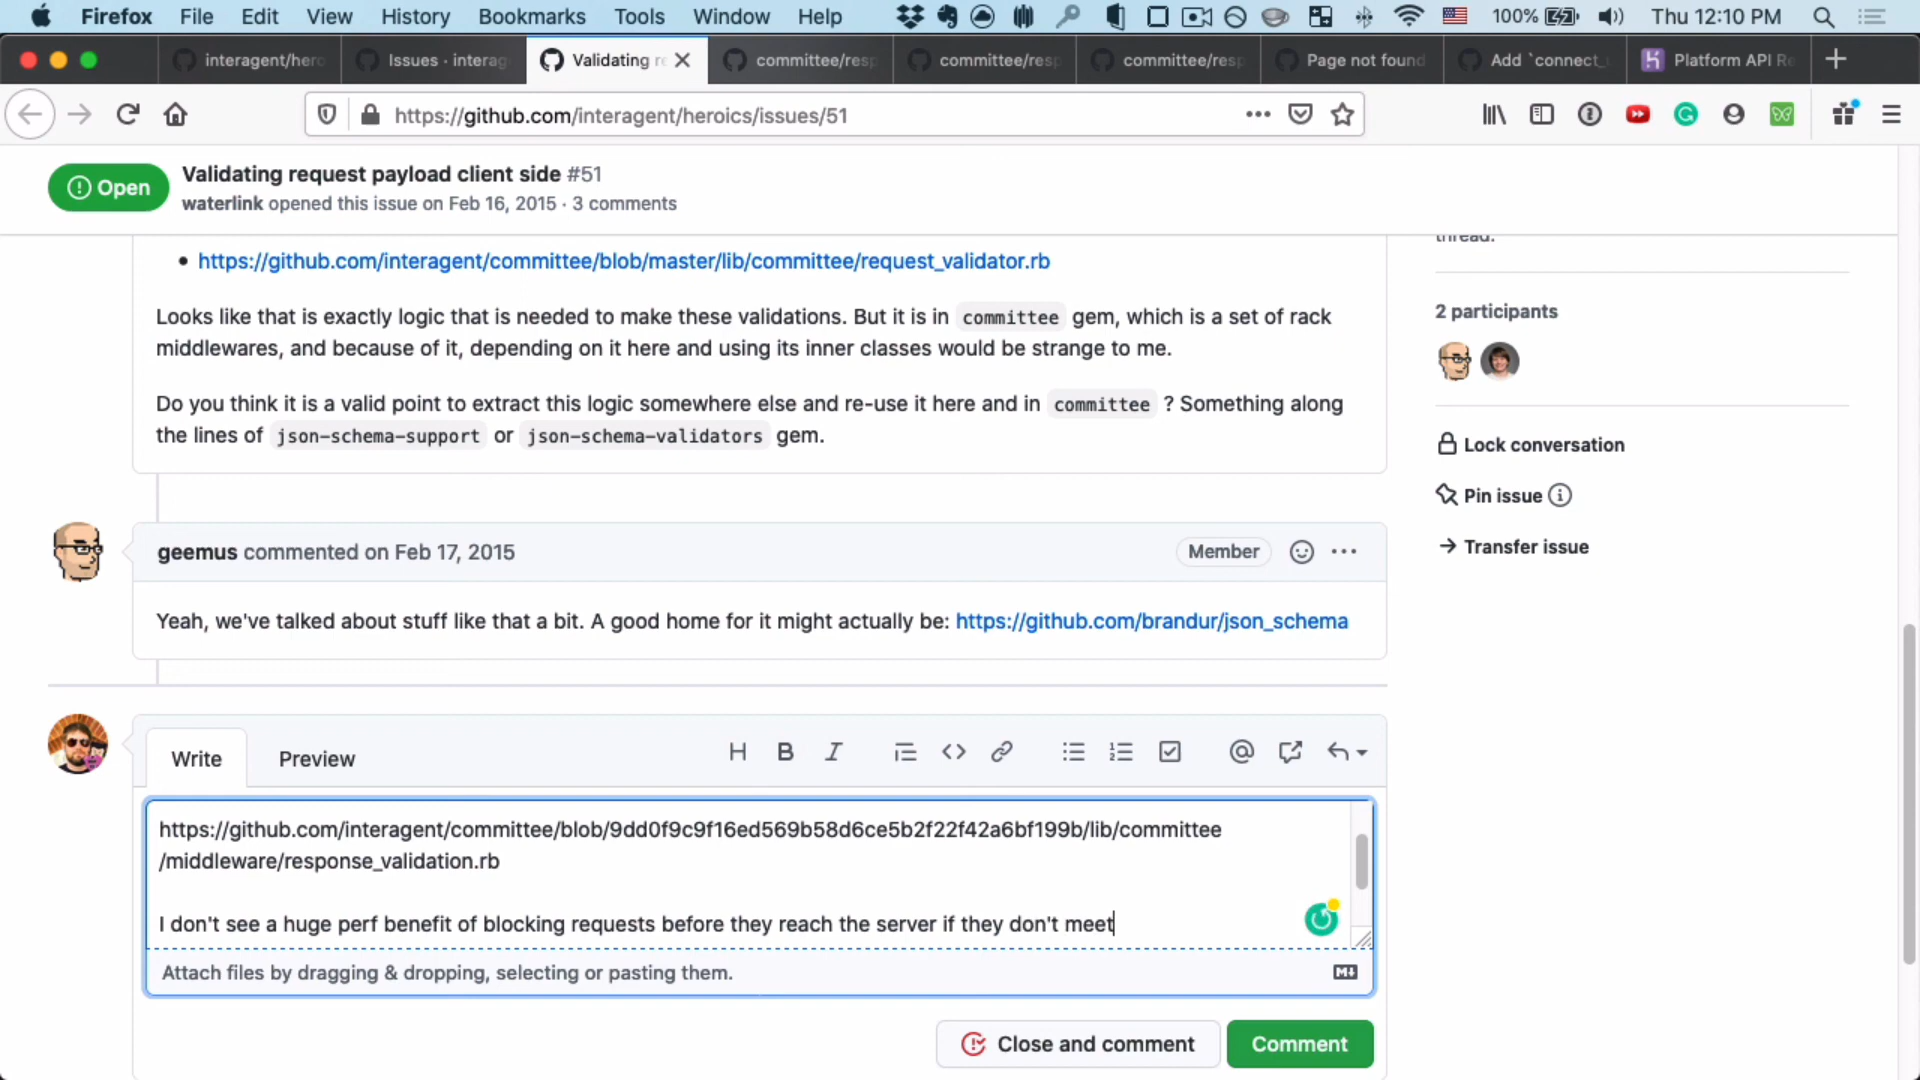 Firefox File Edit View History Bookmarks Tools Window Help 100% Thu 12:10 PM
interagent/hero Issues · interag Validating re committee/resp committee/resp committee/resp Page not found Add `connect_ Platform API Re
https://github.com/interagent/heroics/issues/51
Open
Validating request payload client side #51
waterlink opened this issue on Feb 16, 2015 · 3 comments
thread.
https://github.com/interagent/committee/blob/master/lib/committee/request_validator.rb
Looks like that is exactly logic that is needed to make these validations. But it is in committee gem, which is a set of rack
middlewares, and because of it, depending on it here and using its inner classes would be strange to me.
Do you think it is a valid point to extract this logic somewhere else and re-use it here and in committee ? Something along
the lines of json-schema-support or json-schema-validators gem.
2 participants
Lock conversation
Pin issue
Transfer issue
geemus commented on Feb 17, 2015
Member
Yeah, we've talked about stuff like that a bit. A good home for it might actually be: https://github.com/brandur/json_schema
Write Preview
https://github.com/interagent/committee/blob/9dd0f9c9f16ed569b58d6ce5b2f22f42a6bf199b/lib/committee
/middleware/response_validation.rb
I don't see a huge perf benefit of blocking requests before they reach the server if they don't meet
Attach files by dragging & dropping, selecting or pasting them.
Close and comment Comment